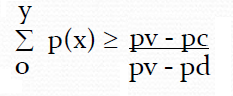 y
Σ p(x) ≥ pv - pc
o pv - pd